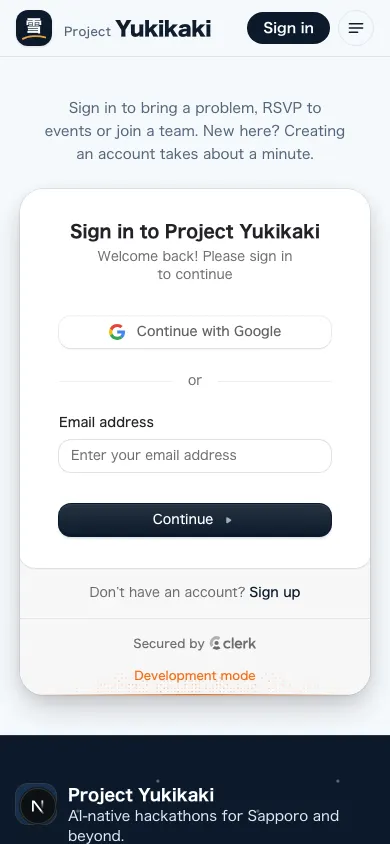 雪
Project Yukikaki
Sign in
Sign in to bring a problem, RSVP to
events or join a team. New here? Creating
an account takes about a minute.
Sign in to Project Yukikaki
Welcome back! Please sign in
to continue
Continue with Google
or
Email address
Enter your email address
Continue
Don't have an account? Sign up
Secured by clerk
Development mode
N
Project Yukikaki
AI-native hackathons for Sapporo and
beyond.